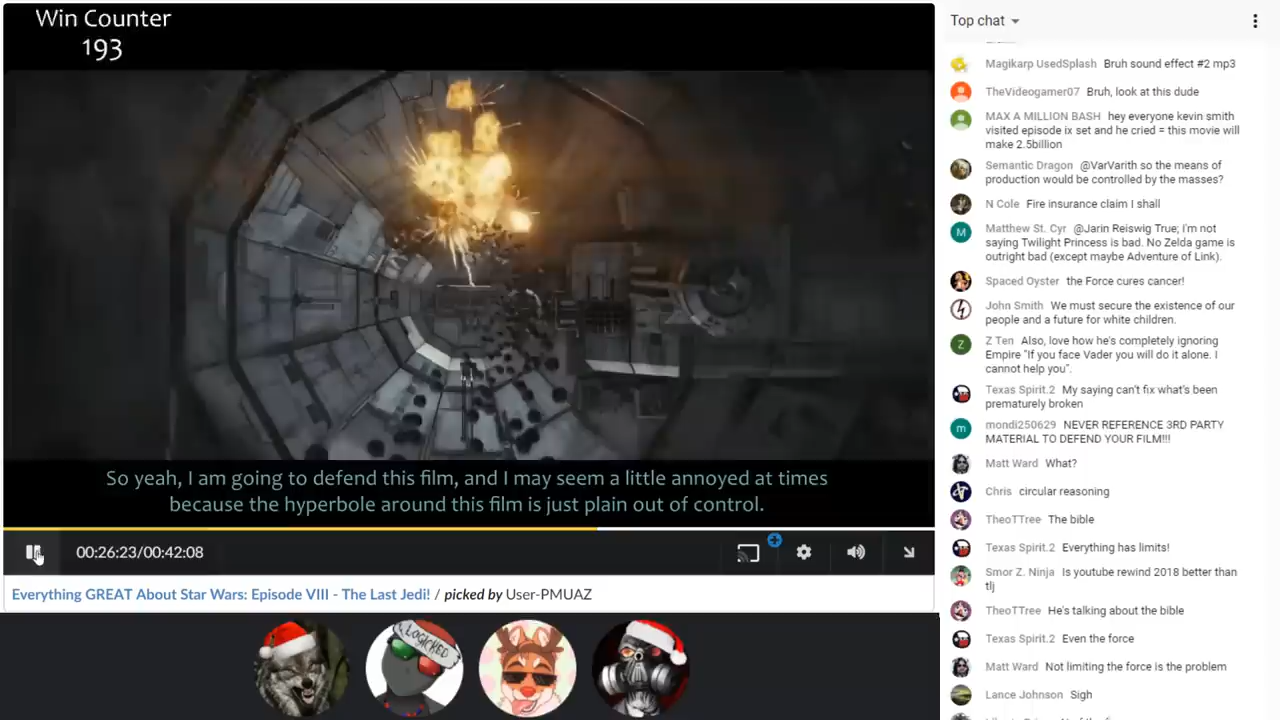 Win Counter
193
So yeah, I am going to defend this film, and I may seem a little annoyed at times
because the hyperbole around this film is just plain out of control.
00:26:23/00:42:08
Everything GREAT About Star Wars: Episode VIII - The Last Jedi! / picked by User-PMUAZ
LOGICKED
Top chat
Magikarp UsedSplash Bruh sound effect #2 mp3
TheVideogamer07 Bruh, look at this dude
MAX A MILLION BASH hey everyone kevin smith
visited episode ix set and he cried = this movie will
make 2.5billion
Semantic Dragon @VarVarith so the means of
production would be controlled by the masses?
N Cole Fire insurance claim I shall
M
Matthew St. Cyr @Jarin Reiswig True; I'm not
saying Twilight Princess is bad. No Zelda game is
outright bad (except maybe Adventure of Link).
Spaced Oyster the Force cures cancer!
John Smith We must secure the existence of our
people and a future for white children.
Z
Z Ten Also, love how he's completely ignoring
Empire "If you face Vader you will do it alone. I
cannot help you".
Texas Spirit.2 My saying can't fix what's been
prematurely broken
m
mondi250629 NEVER REFERENCE 3RD PARTY
MATERIAL TO DEFEND YOUR FILM!!!
Matt Ward What?
Chris circular reasoning
TheoTTree The bible
Texas Spirit.2 Everything has limits!
Smor Z. Ninja Is youtube rewind 2018 better than
tlj
TheoTTree He's talking about the bible
Texas Spirit.2 Even the force
Matt Ward Not limiting the force is the problem
Lance Johnson Sigh